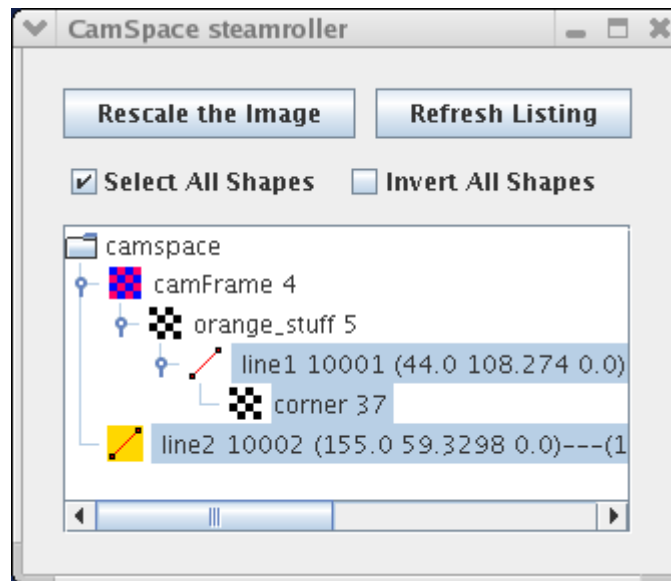 CamSpace steamroller
Rescale the Image
Refresh Listing
Select All Shapes
Invert All Shapes
camspace
camFrame 4
orange_stuff 5
line1 10001 (44.0 108.274 0.0)
corner 37
line2 10002 (155.0 59.3298 0.0)---(1